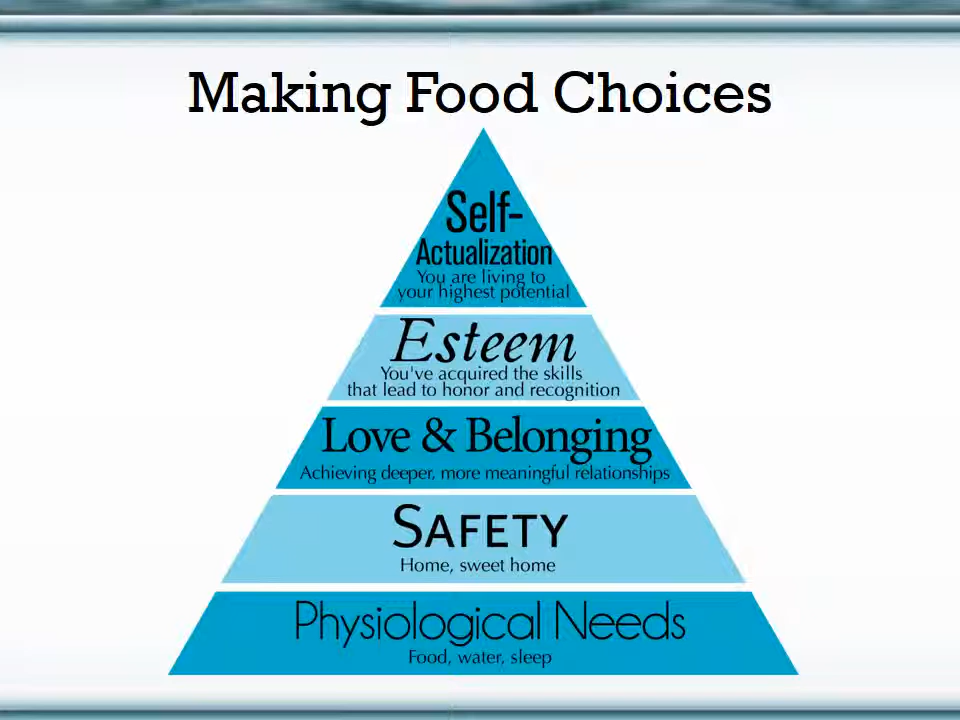 Making Food Choices
Self-
Actualization
You are living to
your highest potential
Esteem
You've acquired the skills
that lead to honor and recognition
Love & Belonging
Achieving deeper, more meaningful relationships
SAFETY
Home, sweet home
Physiological Needs
Food, water, sleep